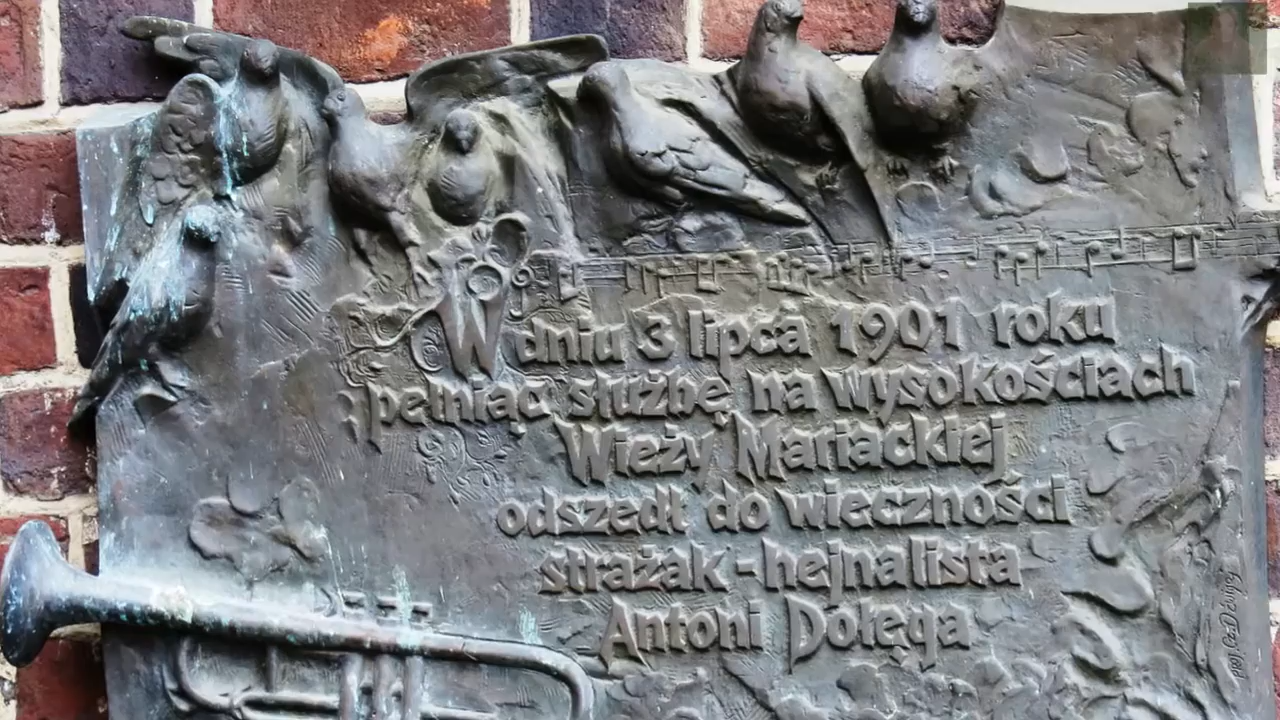 W dniu 3 lipca 1901 roku
pełniąc służbę na wysokościach
Wieży Mariackiej
odszedł do wieczności
strażak - hejnalista
Antoni Dołęga